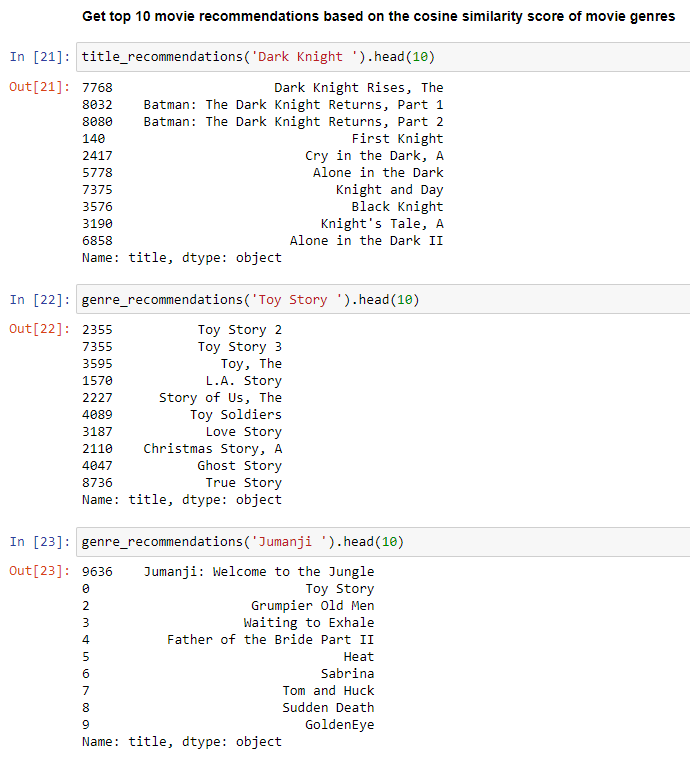 Get top 10 movie recommendations based on the cosine similarity score of movie genres
In [21]: title_recommendations('Dark Knight ').head(10)
Out[21]: 7768 Dark Knight Rises, The
8032 Batman: The Dark Knight Returns, Part 1
8080 Batman: The Dark Knight Returns, Part 2
140 First Knight
2417 Cry in the Dark, A
5778 Alone in the Dark
7375 Knight and Day
3576 Black Knight
3190 Knight's Tale, A
6858 Alone in the Dark II
Name: title, dtype: object
In [22]: genre_recommendations('Toy Story ').head(10)
Out[22]: 2355 Toy Story 2
7355 Toy Story 3
3595 Toy, The
1570 L.A. Story
2227 Story of Us, The
4089 Toy Soldiers
3187 Love Story
2110 Christmas Story, A
4047 Ghost Story
8736 True Story
Name: title, dtype: object
In [23]: genre_recommendations('Jumanji ').head(10)
Out[23]: 9636 Jumanji: Welcome to the Jungle
0 Toy Story
2 Grumpier Old Men
3 Waiting to Exhale
4 Father of the Bride Part II
5 Heat
6 Sabrina
7 Tom and Huck
8 Sudden Death
9 GoldenEye
Name: title, dtype: object